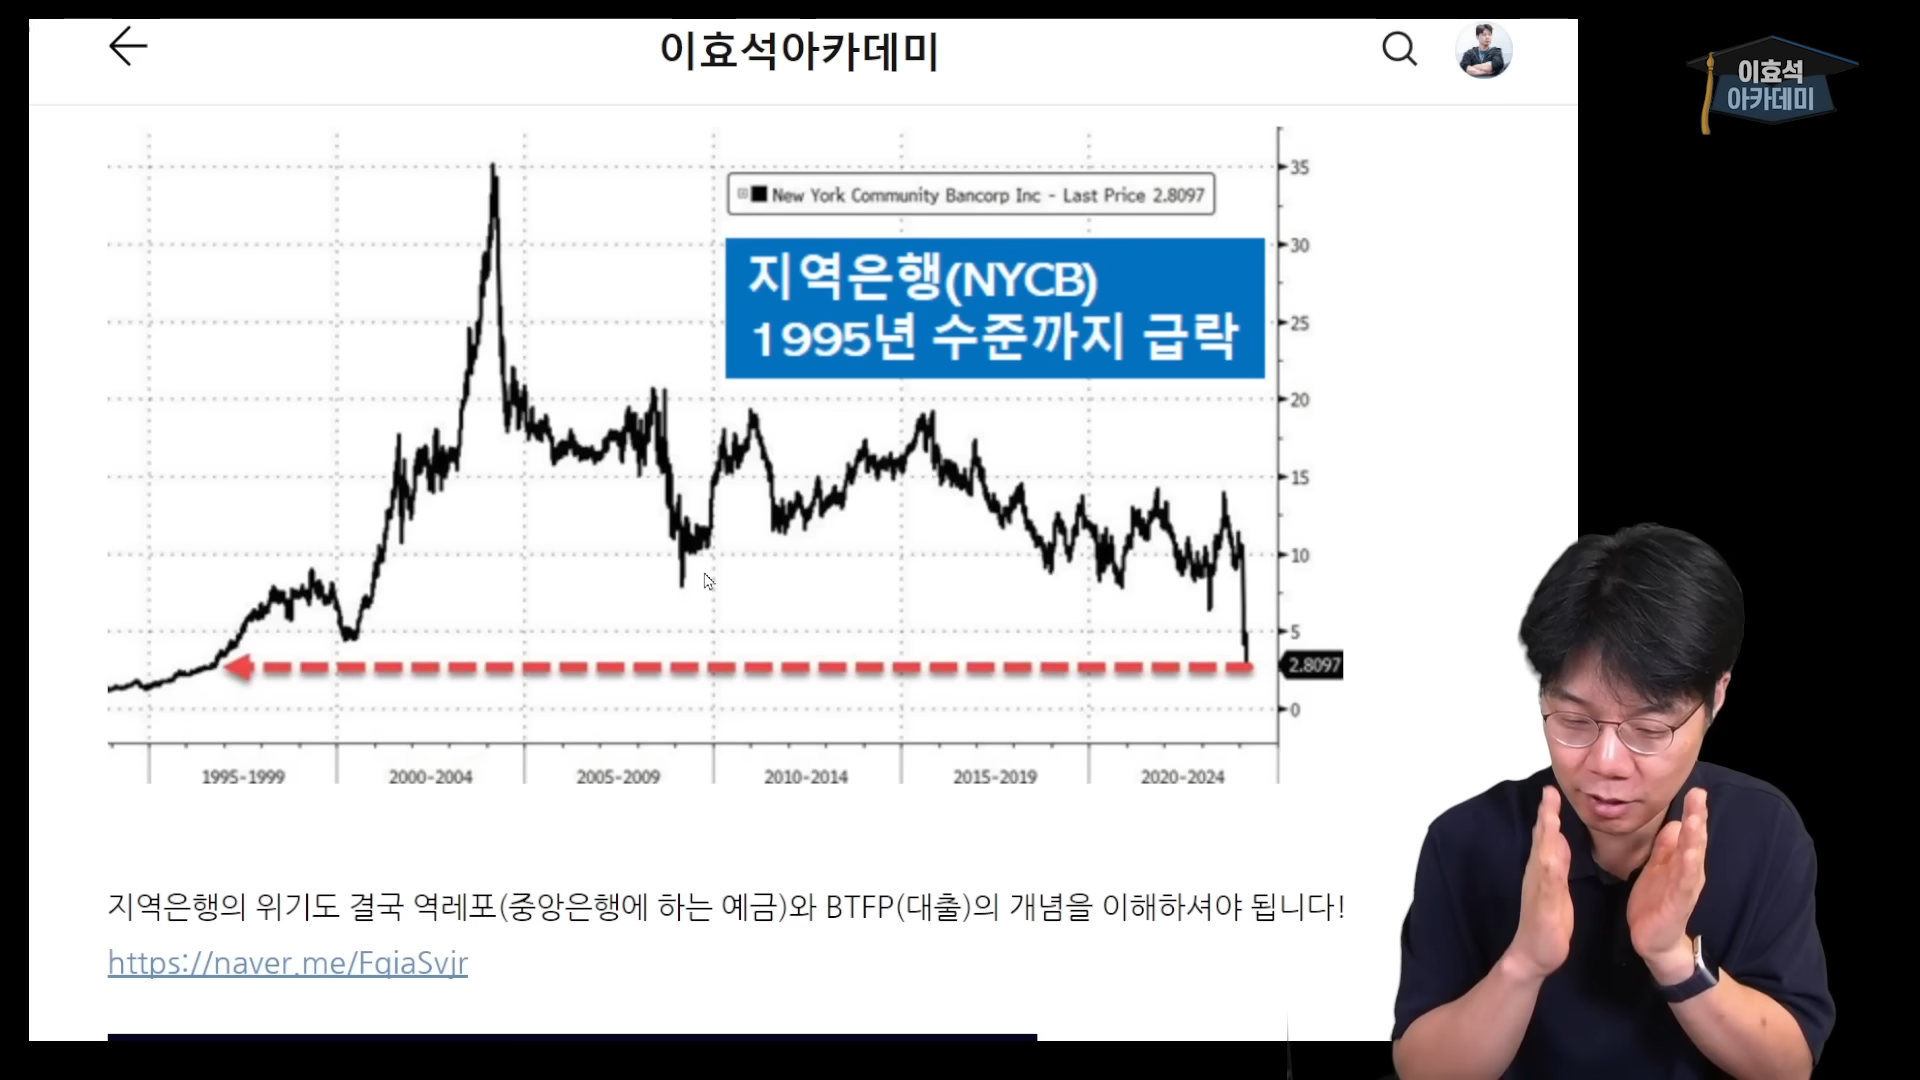 이효석아카데미
이효석
아카데미
New York Community Bancorp Inc - Last Price 2.8097
지역은행(NYCB)
1995년 수준까지 급락
35
30
25
20
15
10
5
2.8097
0
1995-1999
2000-2004
2005-2009
2010-2014
2015-2019
2020-2024
지역은행의 위기도 결국 역레포(중앙은행에 하는 예금)와 BTFP(대출)의 개념을 이해하셔야 됩니다!
https://naver.me/FqiaSvjr